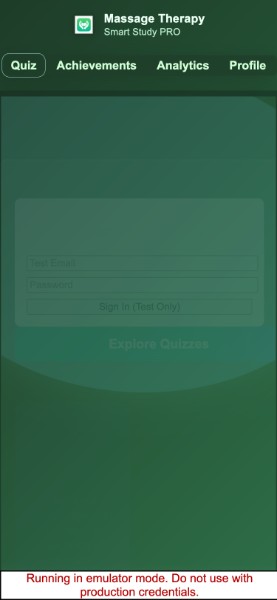 Massage Therapy
Smart Study PRO
Quiz
Achievements
Analytics
Profile
Test Email
Password
Sign in (Test Only)
Explore Quizzes
Running in emulator mode. Do not use with
production credentials.